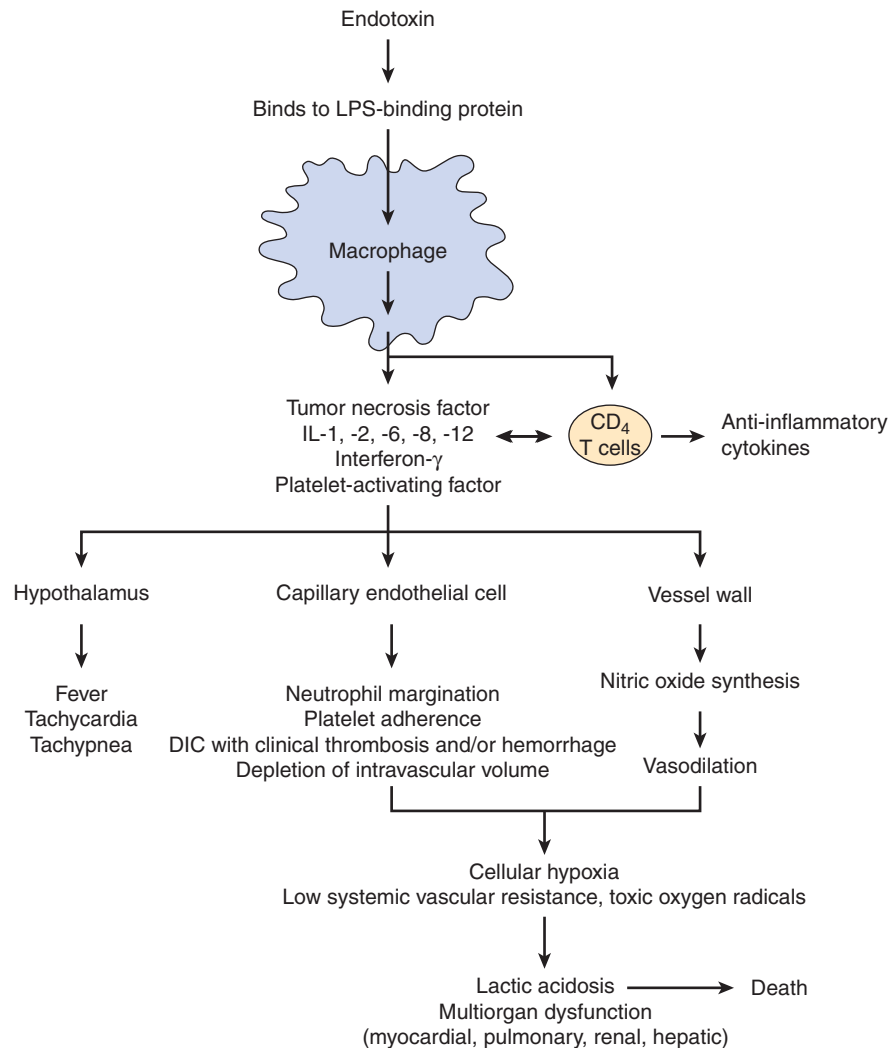 Endotoxin
Binds to LPS-binding protein
Macrophage
Tumor necrosis factor
IL-1, -2, -6, -8, -12
Interferon-γ
Platelet-activating factor
CD₄
T cells
Anti-inflammatory
cytokines
Hypothalamus
Capillary endothelial cell
Vessel wall
Fever
Tachycardia
Tachypnea
Neutrophil margination
Platelet adherence
DIC with clinical thrombosis and/or hemorrhage
Depletion of intravascular volume
Nitric oxide synthesis
Vasodilation
Cellular hypoxia
Low systemic vascular resistance, toxic oxygen radicals
Lactic acidosis
Multiorgan dysfunction
(myocardial, pulmonary, renal, hepatic)
Death